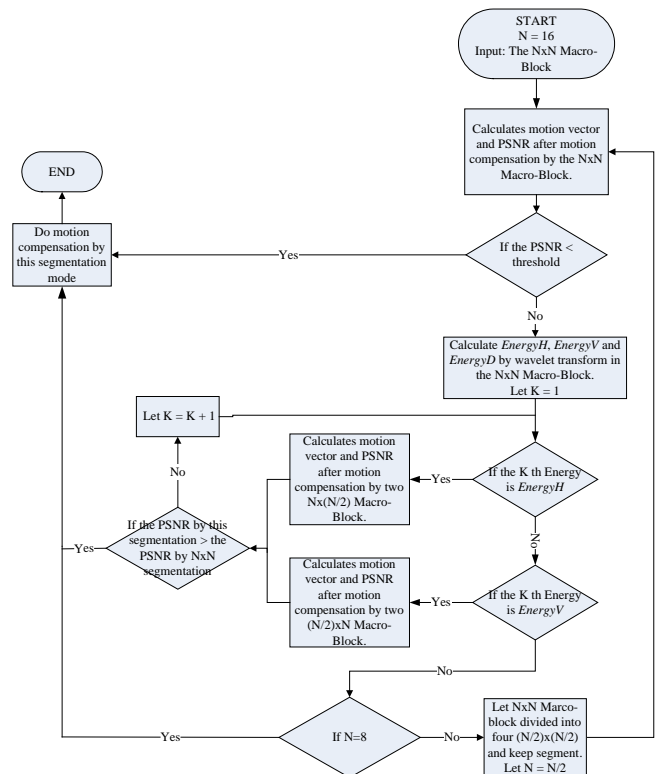 START
N = 16
Input: The NxN Macro-
Block
Calculates motion vector
and PSNR after motion
compensation by the NxN
Macro-Block.
END
Do motion
compensation by
this segmentation
mode
Yes
If the PSNR <
threshold
No
Calculate EnergyH, EnergyV and
EnergyD by wavelet transform in
the NxN Macro-Block.
Let K = 1
Let K = K + 1
Calculates motion
vector and PSNR
after motion
compensation by two
Nx(N/2) Macro-
Block.
Yes
If the K th Energy
is EnergyH
No
No
If the PSNR by this
segmentation > the
PSNR by NxN
segmentation
Yes
Calculates motion
vector and PSNR
after motion
compensation by two
(N/2)xN Macro-
Block.
Yes
If the K th Energy
is EnergyV
No
Yes
If N=8
No
Let NxN Marco-
block divided into
four (N/2)x(N/2)
and keep segment.
Let N = N/2